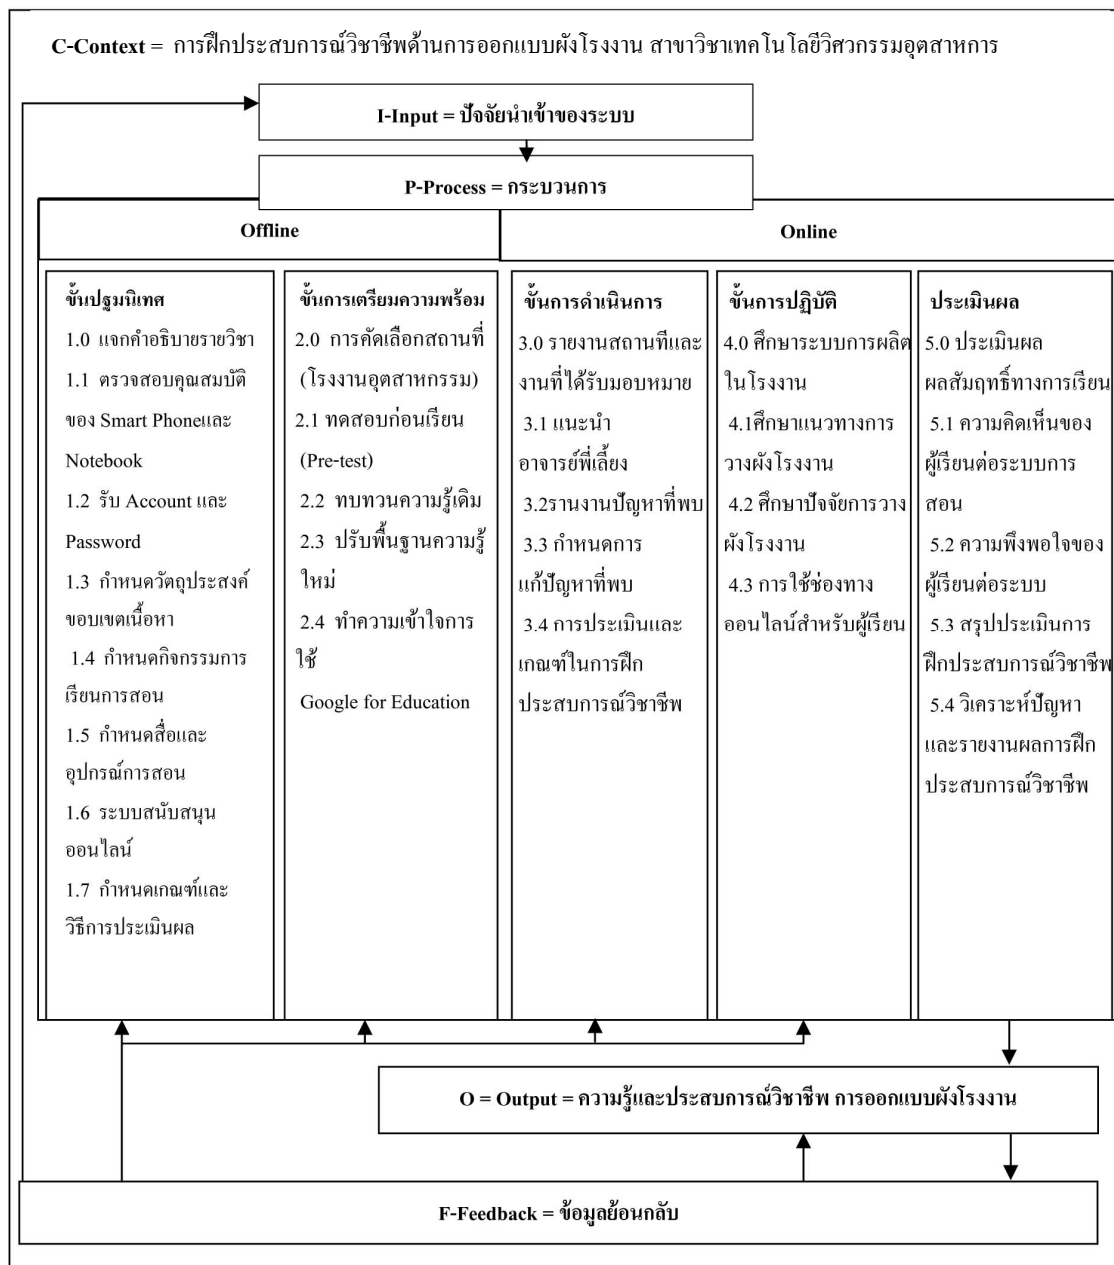 C-Context = การฝึกประสบการณ์วิชาชีพด้านการออกแบบผังโรงงาน สาขาวิชาเทคโนโลยีวิศวกรรมอุตสาหการ
I-Input = ปัจจัยนำเข้าของระบบ
P-Process = กระบวนการ
Offline
Online
ขั้นปฐมนิเทศ
1.0 แจกคำอธิบายรายวิชา
1.1 ตรวจสอบคุณสมบัติ
ของ Smart Phoneและ
Notebook
1.2 รับ Account และ
Password
1.3 กำหนดวัตถุประสงค์
ขอบเขตเนื้อหา
1.4 กำหนดกิจกรรมการ
เรียนการสอน
1.5 กำหนดสื่อและ
อุปกรณ์การสอน
1.6 ระบบสนับสนุน
ออนไลน์
1.7 กำหนดเกณฑ์และ
วิธีการประเมินผล
ขั้นการเตรียมความพร้อม
2.0 การคัดเลือกสถานที่
(โรงงานอุตสาหกรรม)
2.1 ทดสอบก่อนเรียน
(Pre-test)
2.2 ทบทวนความรู้เดิม
2.3 ปรับพื้นฐานความรู้
ใหม่
2.4 ทำความเข้าใจการ
ใช้
Google for Education
ขั้นการดำเนินการ
3.0 รายงานสถานทีและ
งานที่ได้รับมอบหมาย
3.1 แนะนำ
อาจารย์พี่เลี้ยง
3.2รานงานปัญหาที่พบ
3.3 กำหนดการ
แก้ปัญหาที่พบ
3.4 การประเมินและ
เกณฑ์ในการฝึก
ประสบการณ์วิชาชีพ
ขั้นการปฏิบัติ
4.0 ศึกษาระบบการผลิต
ในโรงงาน
4.1ศึกษาแนวทางการ
วางผังโรงงาน
4.2 ศึกษาปัจจัยการวาง
ผังโรงงาน
4.3 การใช้ช่องทาง
ออนไลน์สำหรับผู้เรียน
ประเมินผล
5.0 ประเมินผล
ผลสัมฤทธิ์ทางการเรียน
5.1 ความคิดเห็นของ
ผู้เรียนต่อระบบการ
สอน
5.2 ความพึงพอใจของ
ผู้เรียนต่อระบบ
5.3 สรุปประเมินการ
ฝึกประสบการณ์วิชาชีพ
5.4 วิเคราะห์ปัญหา
และรายงานผลการฝึก
ประสบการณ์วิชาชีพ
O = Output = ความรู้และประสบการณ์วิชาชีพ การออกแบบผังโรงงาน
F-Feedback = ข้อมูลย้อนกลับ